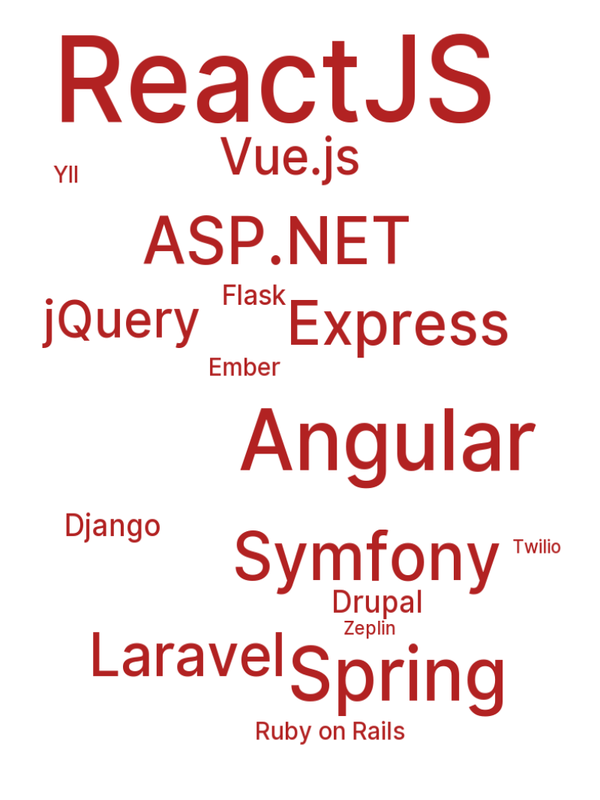 ReactJS
Vue.js
YII
ASP.NET
Flask
jQuery
Express
Ember
Angular
Django
Symfony
Twilio
Drupal
Zeplin
Laravel
Spring
Ruby on Rails